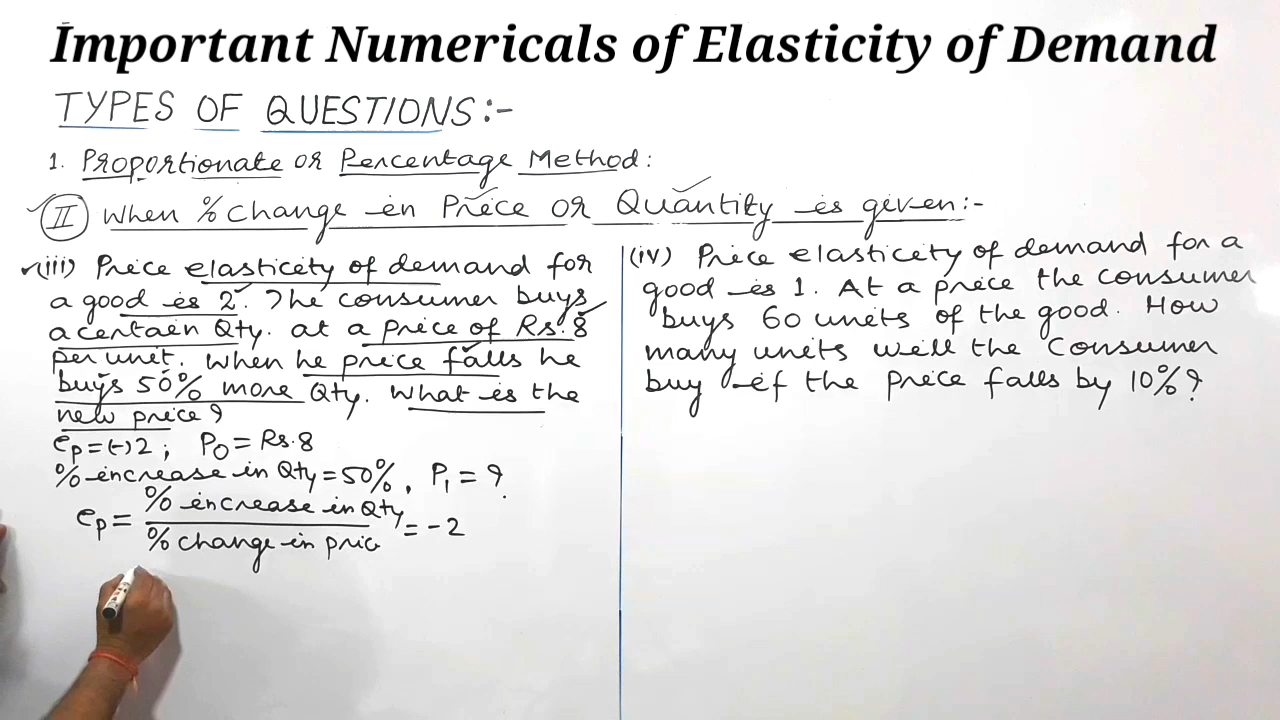 Important Numericals of Elasticity of Demand
TYPES OF QUESTIONS:-
1. Proportionate or Percentage Method:
II When % change in Price or Quantity is given:-
(iii) Price elasticity of demand for
a good is 2. The consumer buys
a certain Qty. at a price of Rs. 8
per unit. When he price falls he
buys 50% more Qty. What is the
new price?
ep = (-) 2 ; P0 = Rs. 8
% increase in Qty = 50%, P1 = ?
ep = % increase in Qty / % change in pric = -2
(iv) Price elasticity of demand for a
good is 1. At a price the consumer
buys 60 units of the good. How
many units will the Consumer
buy if the price falls by 10%?